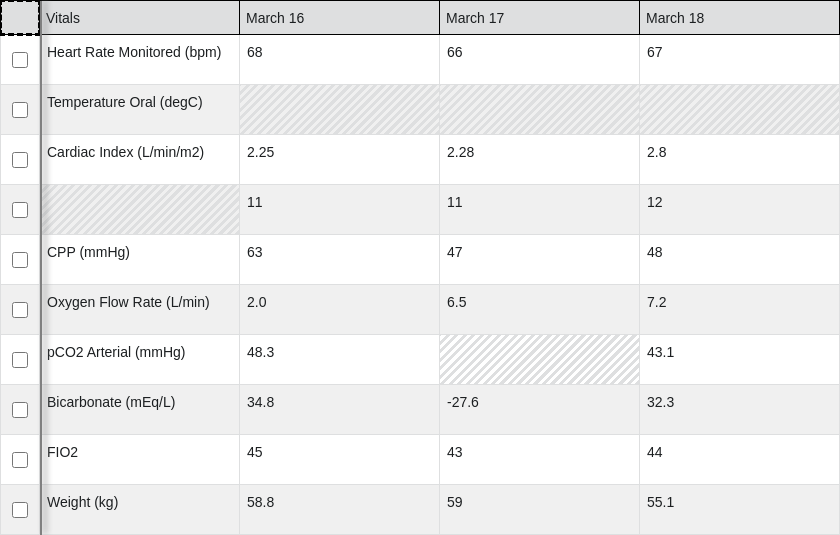 Vitals March 16 March 17 March 18
Heart Rate Monitored (bpm) 68 66 67
Temperature Oral (degC)
Cardiac Index (L/min/m2) 2.25 2.28 2.8
11 11 12
CPP (mmHg) 63 47 48
Oxygen Flow Rate (L/min) 2.0 6.5 7.2
pCO2 Arterial (mmHg) 48.3 43.1
Bicarbonate (mEq/L) 34.8 -27.6 32.3
FIO2 45 43 44
Weight (kg) 58.8 59 55.1